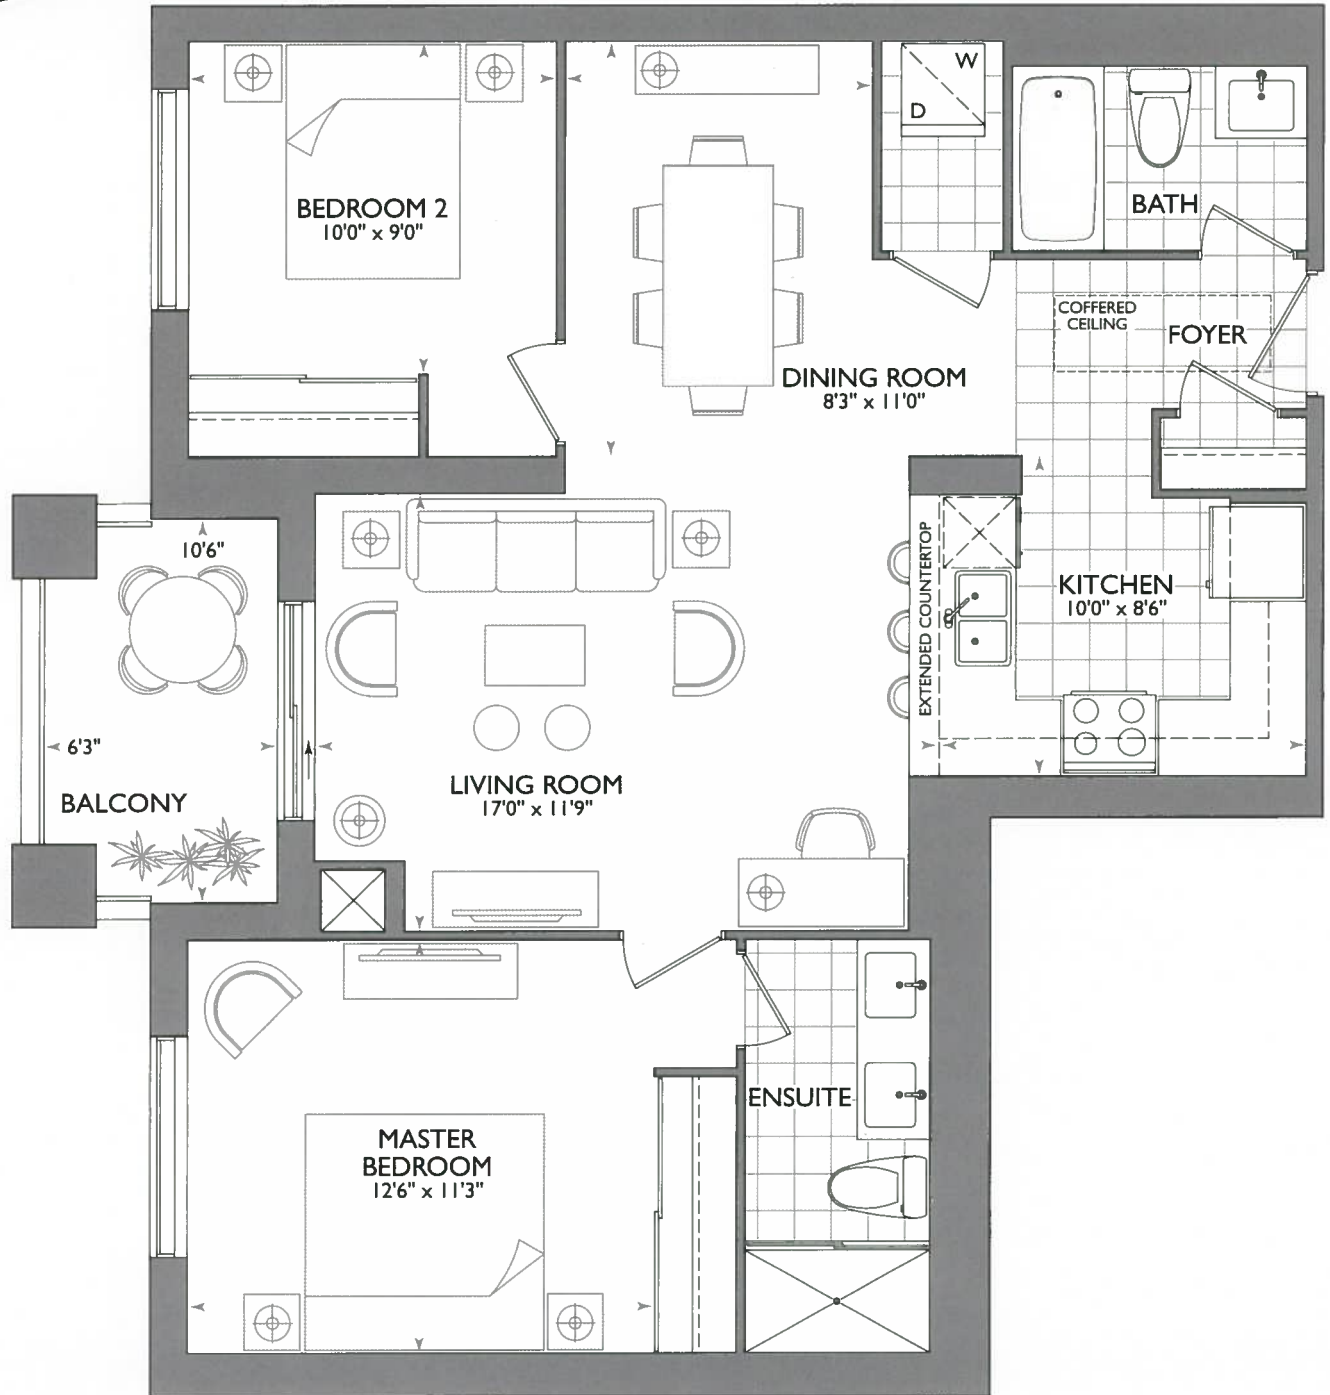 W
D
BEDROOM 2
10'0" x 9'0"
BATH
COFFERED
CEILING
FOYER
DINING ROOM
8'3" x 11'0"
10'6"
EXTENDED COUNTERTOP
KITCHEN
10'0" x 8'6"
6'3"
BALCONY
LIVING ROOM
17'0" x 11'9"
ENSUITE
MASTER
BEDROOM
12'6" x 11'3"